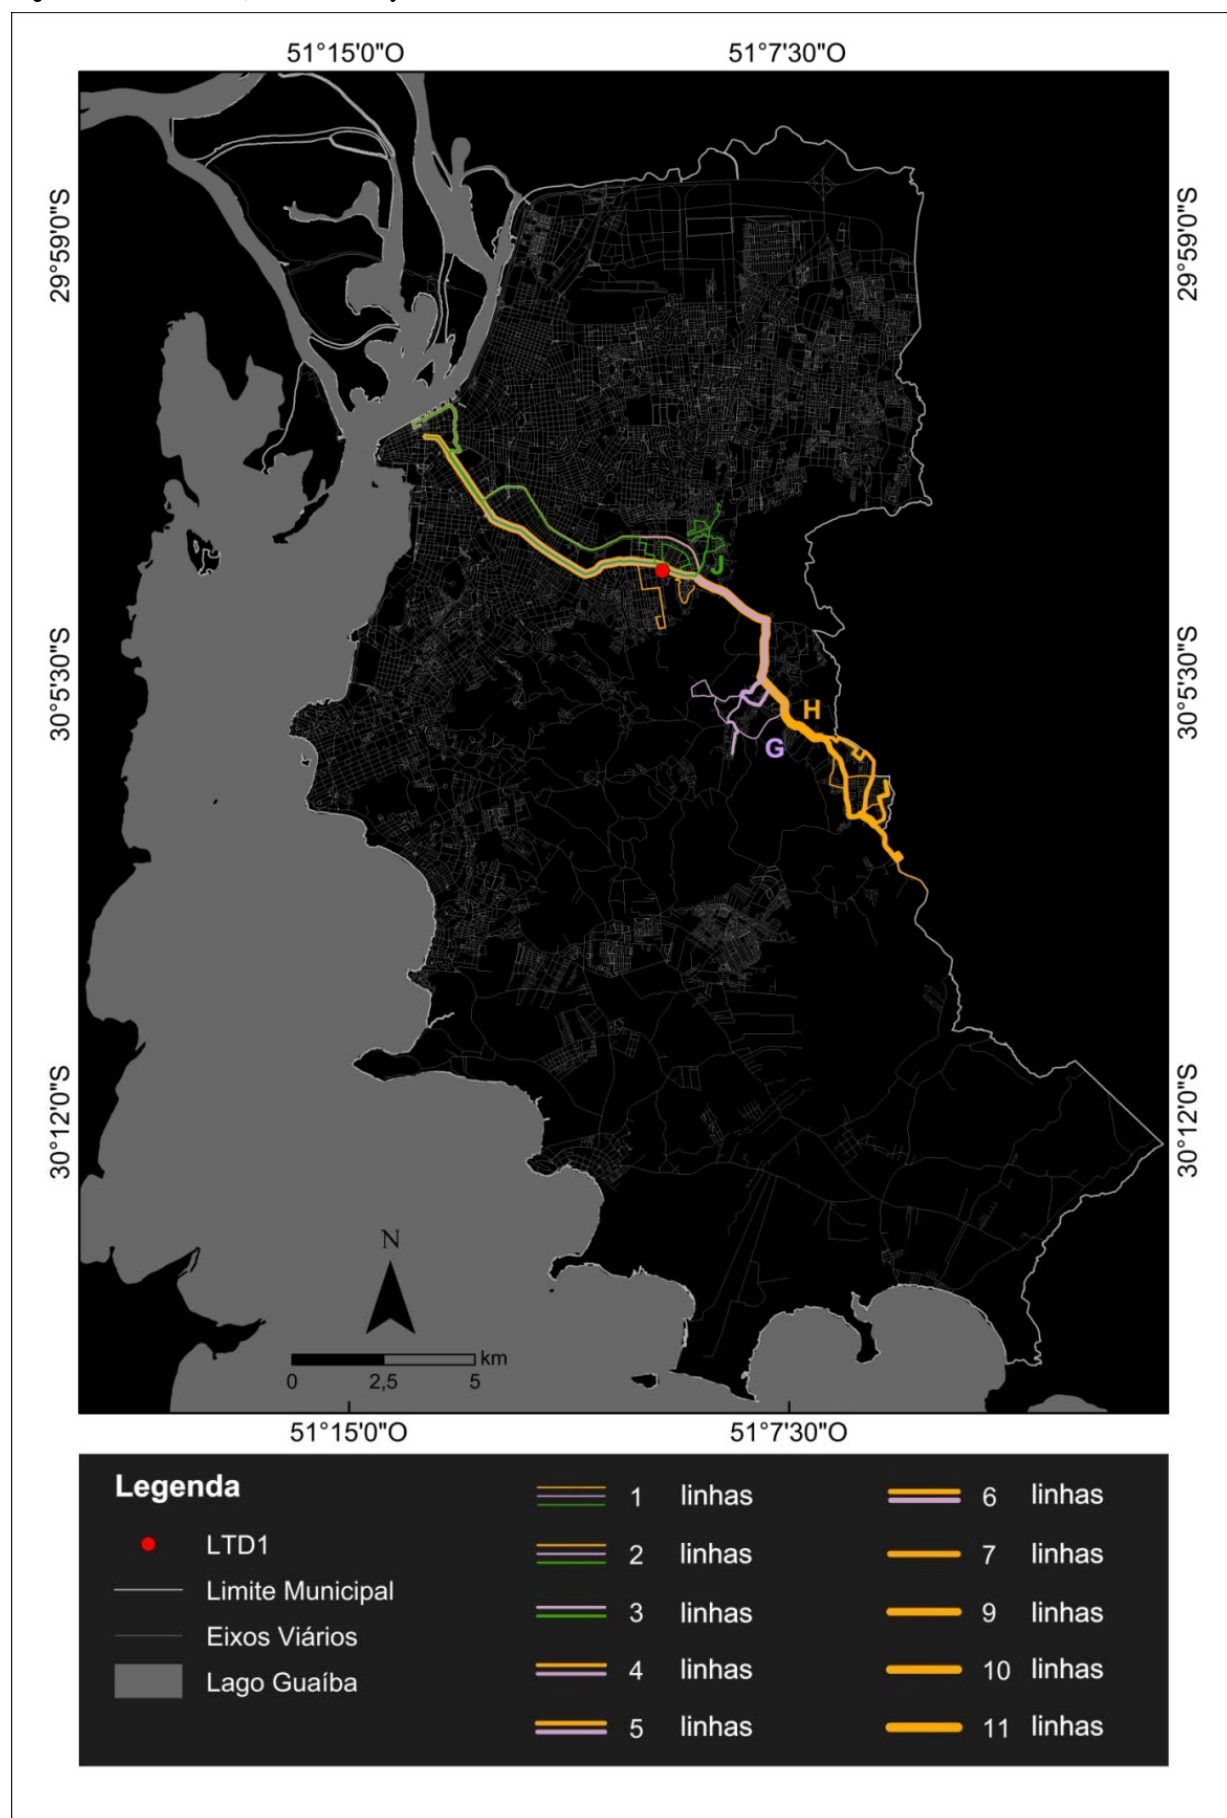 51°15'0"O 51°7'30"O
29°59'0"S 29°59'0"S
J
30°5'30"S 30°5'30"S
H
G
30°12'0"S 30°12'0"S
N
km
0 2,5 5
51°15'0"O 51°7'30"O
Legenda
LTD1
Limite Municipal
Eixos Viários
Lago Guaíba
1 linhas
2 linhas
3 linhas
4 linhas
5 linhas
6 linhas
7 linhas
9 linhas
10 linhas
11 linhas